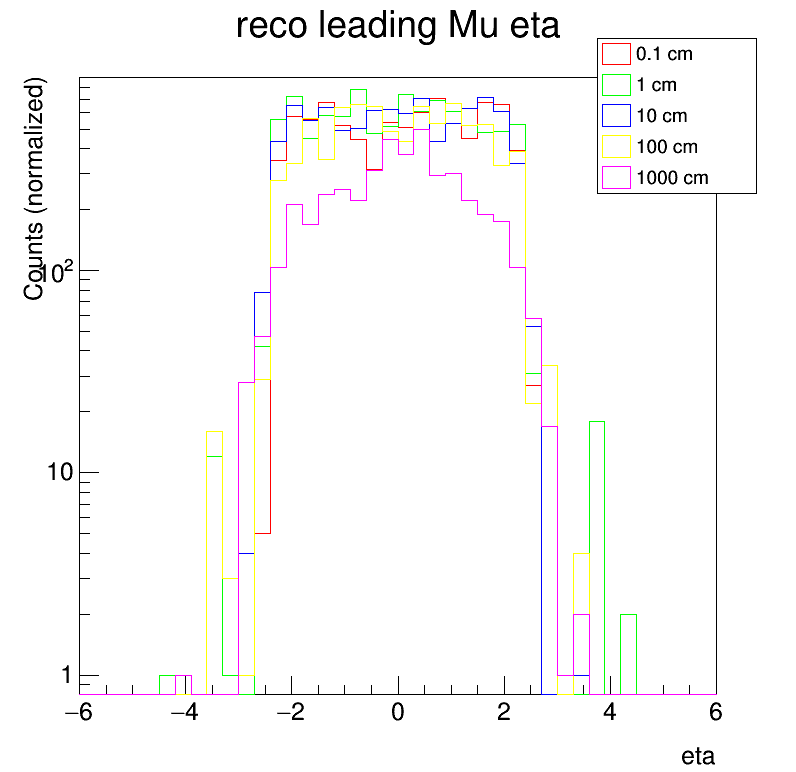 reco leading Mu eta
0.1 cm
1 cm
10 cm
100 cm
1000 cm
Counts (normalized)
10²
10
1
−6 −4 −2 0 2 4 6
eta